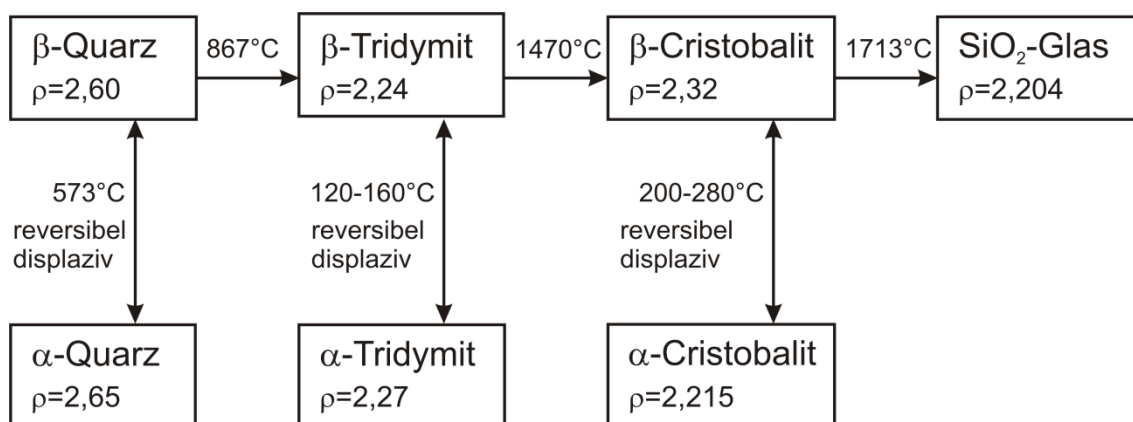 β-Quarz
ρ=2,60
867°C
β-Tridymit
ρ=2,24
1470°C
β-Cristobalit
ρ=2,32
1713°C
SiO₂-Glas
ρ=2,204
573°C
reversibel
displaziv
120-160°C
reversibel
displaziv
200-280°C
reversibel
displaziv
α-Quarz
ρ=2,65
α-Tridymit
ρ=2,27
α-Cristobalit
ρ=2,215